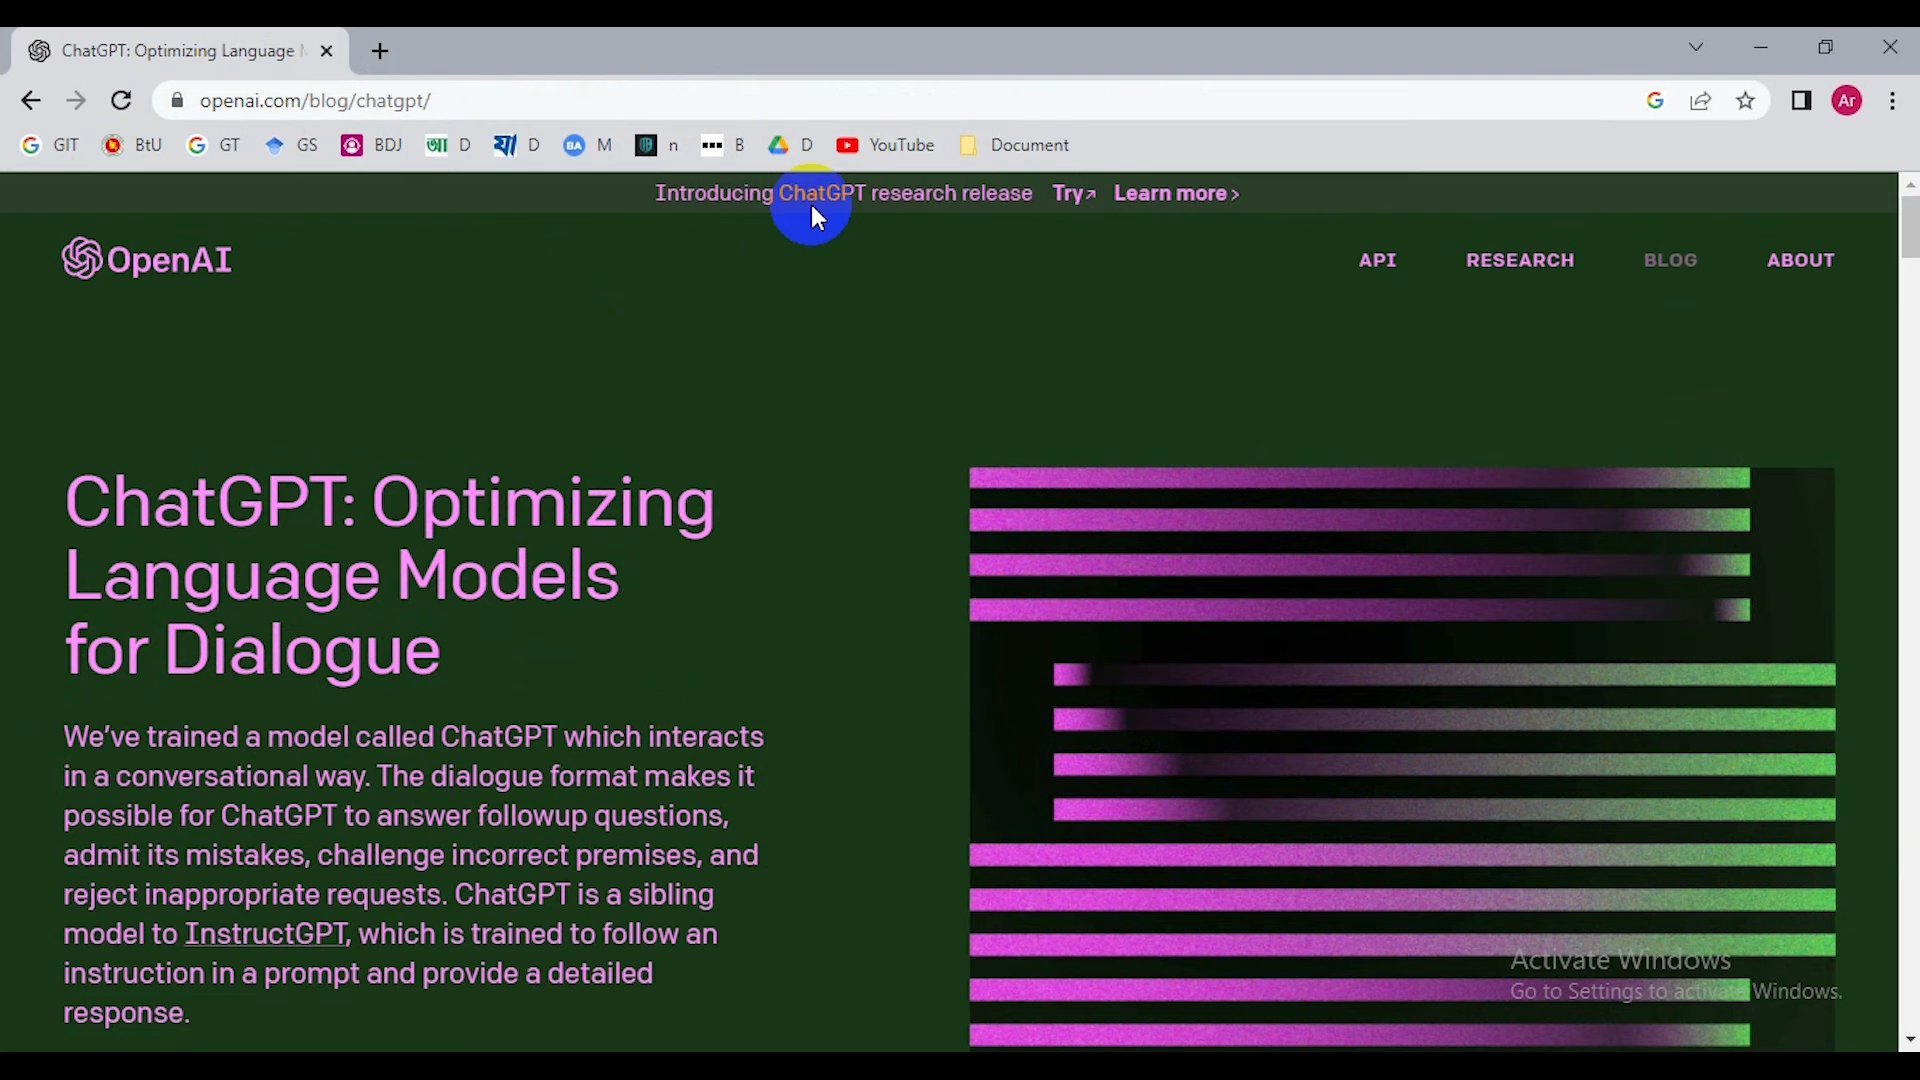 ChatGPT: Optimizing Language
openai.com/blog/chatgpt/
Ar
GIT BtU GT GS BDJ আ D যা D BA M n B D YouTube Document
Introducing ChatGPT research release Try↗ Learn more >
OpenAI
API RESEARCH BLOG ABOUT
ChatGPT: Optimizing
Language Models
for Dialogue
We’ve trained a model called ChatGPT which interacts
in a conversational way. The dialogue format makes it
possible for ChatGPT to answer followup questions,
admit its mistakes, challenge incorrect premises, and
reject inappropriate requests. ChatGPT is a sibling
model to InstructGPT, which is trained to follow an
instruction in a prompt and provide a detailed
response.
Activate Windows
Go to Settings to activate Windows.